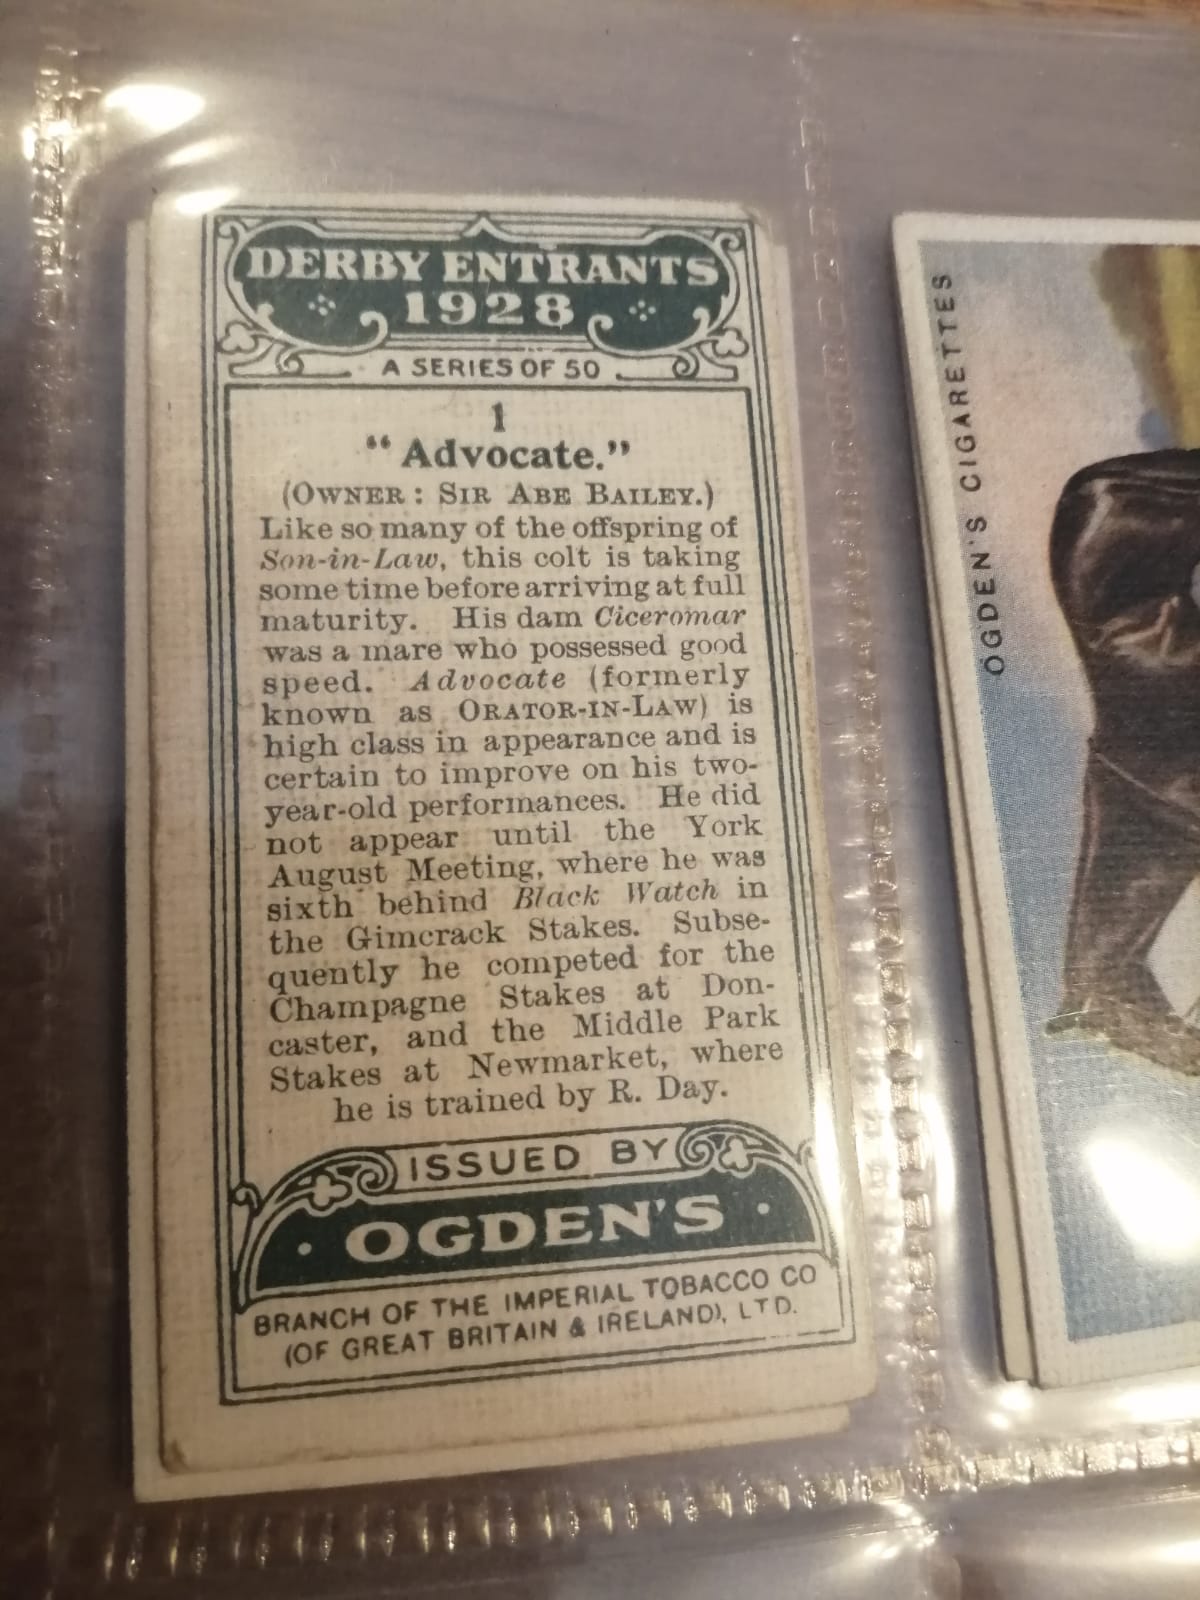 DERBY ENTRANTS
1928
A SERIES OF 50
1
“Advocate.”
(OWNER : SIR ABE BAILEY.)
Like so many of the offspring of
Son-in-Law, this colt is taking
some time before arriving at full
maturity. His dam Ciceromar
was a mare who possessed good
speed. Advocate (formerly
known as ORATOR-IN-LAW) is
high class in appearance and is
certain to improve on his two-
year-old performances. He did
not appear until the York
August Meeting, where he was
sixth behind Black Watch in
the Gimcrack Stakes. Subse-
quently he competed for the
Champagne Stakes at Don-
caster, and the Middle Park
Stakes at Newmarket, where
he is trained by R. Day.
ISSUED BY
· OGDEN'S ·
BRANCH OF THE IMPERIAL TOBACCO CO
(OF GREAT BRITAIN & IRELAND), LTD.
OGDEN'S CIGARETTES